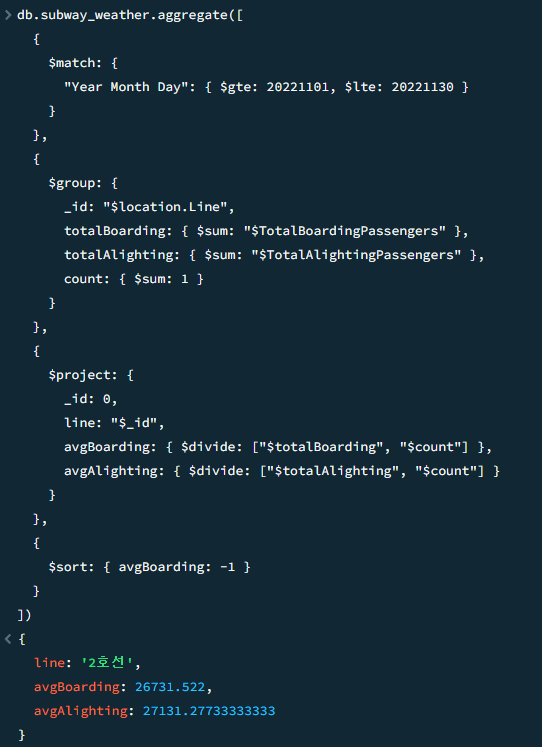 > db.subway_weather.aggregate([
  {
    $match: {
      "Year Month Day": { $gte: 20221101, $lte: 20221130 }
    }
  },
  {
    $group: {
      _id: "$location.Line",
      totalBoarding: { $sum: "$TotalBoardingPassengers" },
      totalAlighting: { $sum: "$TotalAlightingPassengers" },
      count: { $sum: 1 }
    }
  },
  {
    $project: {
      _id: 0,
      line: "$_id",
      avgBoarding: { $divide: ["$totalBoarding", "$count"] },
      avgAlighting: { $divide: ["$totalAlighting", "$count"] }
    }
  },
  {
    $sort: { avgBoarding: -1 }
  }
])
< {
  line: '2호선',
  avgBoarding: 26731.522,
  avgAlighting: 27131.27733333333
}